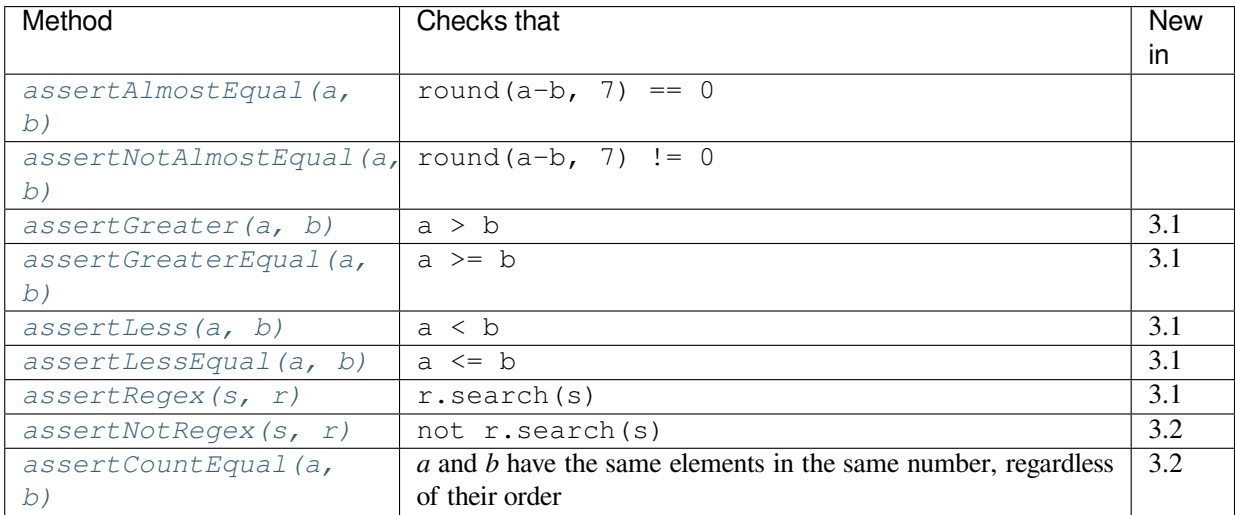 Method Checks that New
in
assertAlmostEqual(a, round(a-b, 7) == 0
b)
assertNotAlmostEqual(a, round(a-b, 7) != 0
b)
assertGreater(a, b) a > b 3.1
assertGreaterEqual(a, a >= b 3.1
b)
assertLess(a, b) a < b 3.1
assertLessEqual(a, b) a <= b 3.1
assertRegex(s, r) r.search(s) 3.1
assertNotRegex(s, r) not r.search(s) 3.2
assertCountEqual(a, a and b have the same elements in the same number, regardless 3.2
b) of their order